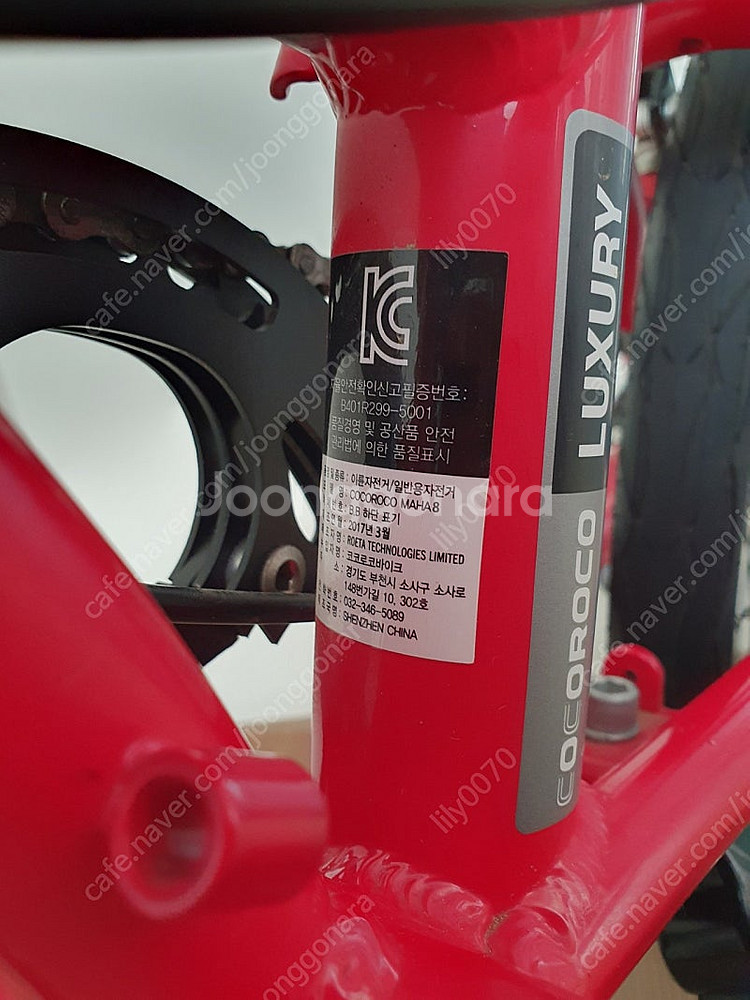 KC
물안전확인신고필증번호:
B401R299-5001
품질경영 및 공산품 안전
관리법에 의한 품질표시
: 이륜자전거/일반용자전거
명 : COCOROCO MAHA8
: B.B 하단 표기
: 2017년 3월
명 : ROETA TECHNOLOGIES LIMITED
: 코코로코바이크
소 : 경기도 부천시 소사구 소사로
148번가길 10, 302호
: 032-346-5089
: SHENZHEN CHINA
COCOROCO LUXURY
Joonggonara
cafe.naver.com/joonggonara
lily0070